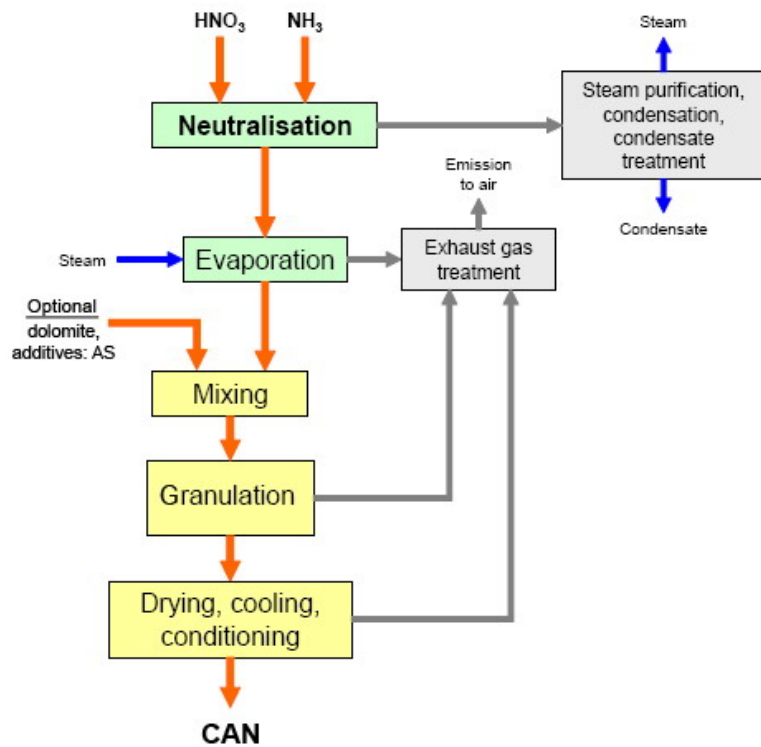 HNO₃
NH₃
Steam
Neutralisation
Steam purification,
condensation,
condensate
treatment
Emission
to air
Condensate
Steam
Evaporation
Exhaust gas
treatment
Optional
dolomite,
additives: AS
Mixing
Granulation
Drying, cooling,
conditioning
CAN